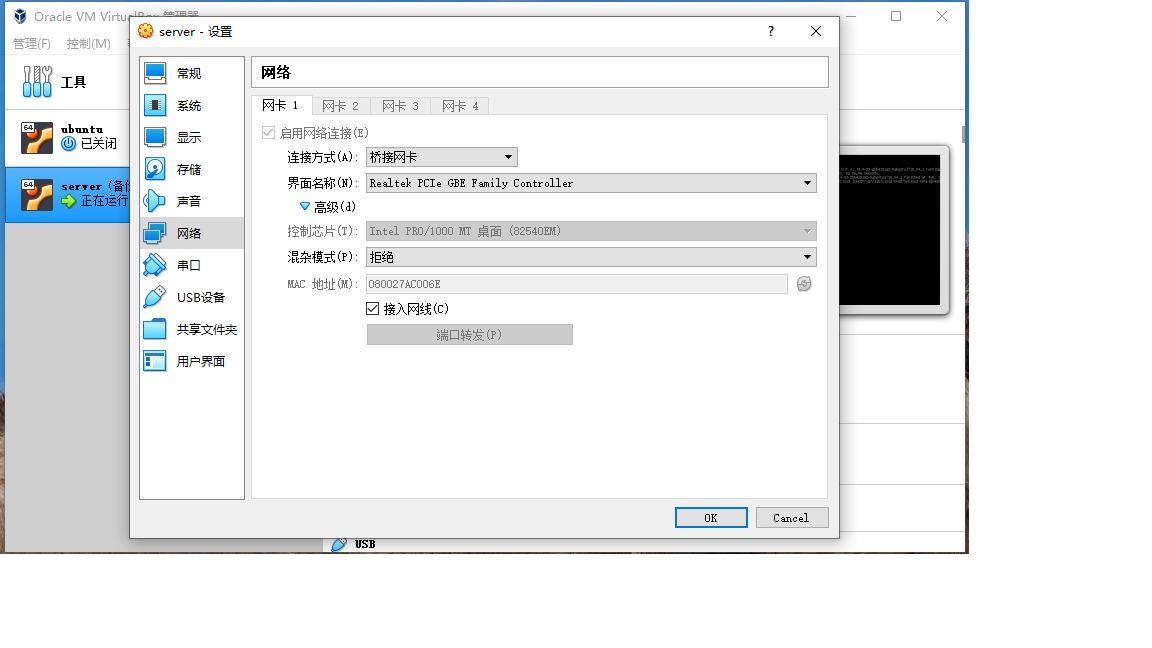 Oracle VM VirtualBox 管理器
server - 设置
?
管理(F) 控制(M)
工具
64
ubuntu
已关闭
64
server (备份
正在运行
常规
系统
显示
存储
声音
网络
串口
USB设备
共享文件夹
用户界面
网络
网卡 1 网卡 2 网卡 3 网卡 4
启用网络连接(E)
连接方式(A): 桥接网卡
界面名称(N): Realtek PCIe GBE Family Controller
高级(d)
控制芯片(T): Intel PRO/1000 MT 桌面 (82540EM)
混杂模式(P): 拒绝
MAC 地址(M): 080027AC006E
接入网线(C)
端口转发(P)
OK Cancel
USB